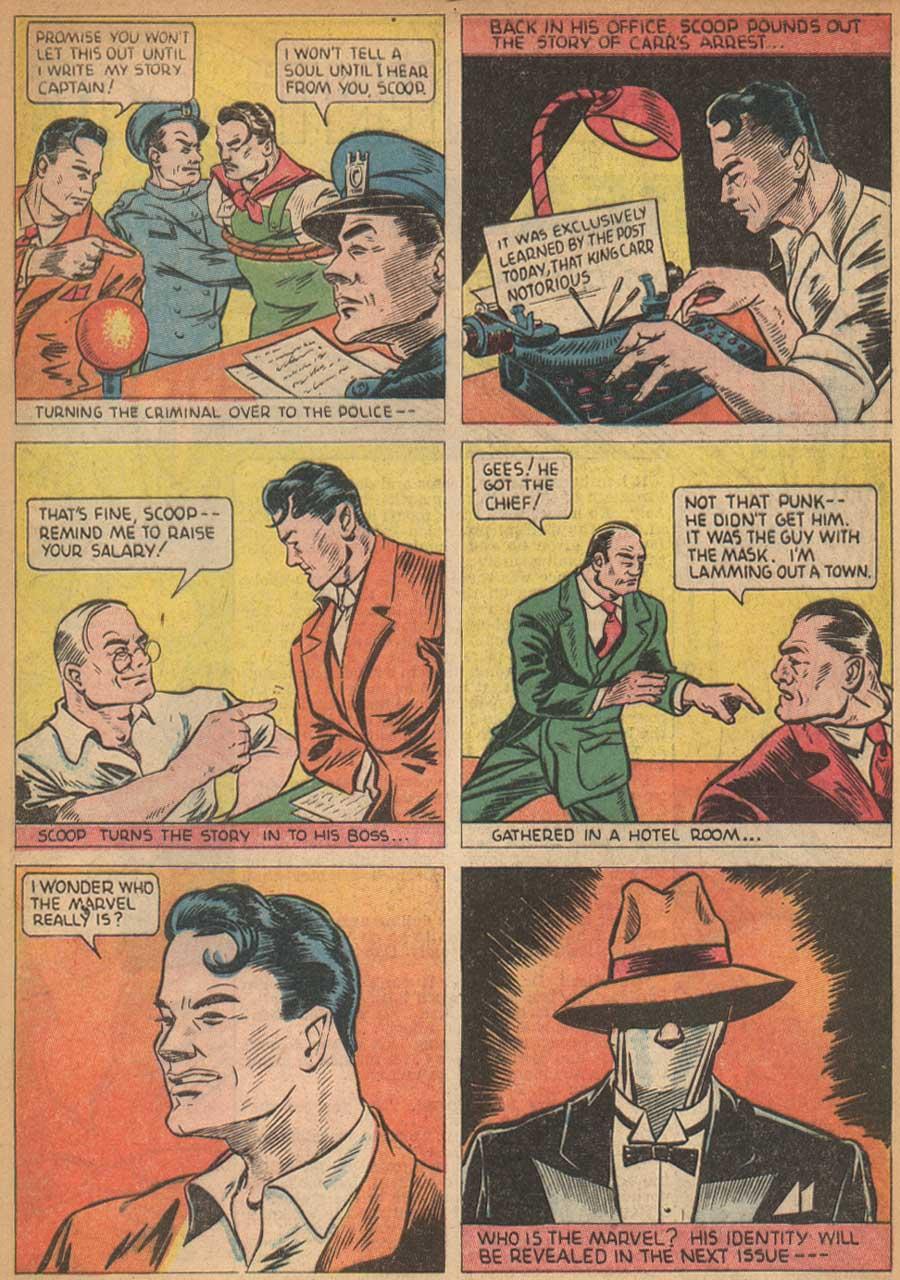 PROMISE YOU WON'T
LET THIS OUT UNTIL
I WRITE MY STORY
CAPTAIN!
I WON'T TELL A
SOUL UNTIL I HEAR
FROM YOU, SCOOP.
TURNING THE CRIMINAL OVER TO THE POLICE--
BACK IN HIS OFFICE, SCOOP POUNDS OUT
THE STORY OF CARR'S ARREST...
IT WAS EXCLUSIVELY
LEARNED BY THE POST
TODAY, THAT KING CARR
NOTORIOUS
THAT'S FINE, SCOOP--
REMIND ME TO RAISE
YOUR SALARY!
SCOOP TURNS THE STORY IN TO HIS BOSS...
GEES! HE
GOT THE
CHIEF!
NOT THAT PUNK--
HE DIDN'T GET HIM.
IT WAS THE GUY WITH
THE MASK. I'M
LAMMING OUT A TOWN.
GATHERED IN A HOTEL ROOM...
I WONDER WHO
THE MARVEL
REALLY IS?
WHO IS THE MARVEL? HIS IDENTITY WILL
BE REVEALED IN THE NEXT ISSUE---